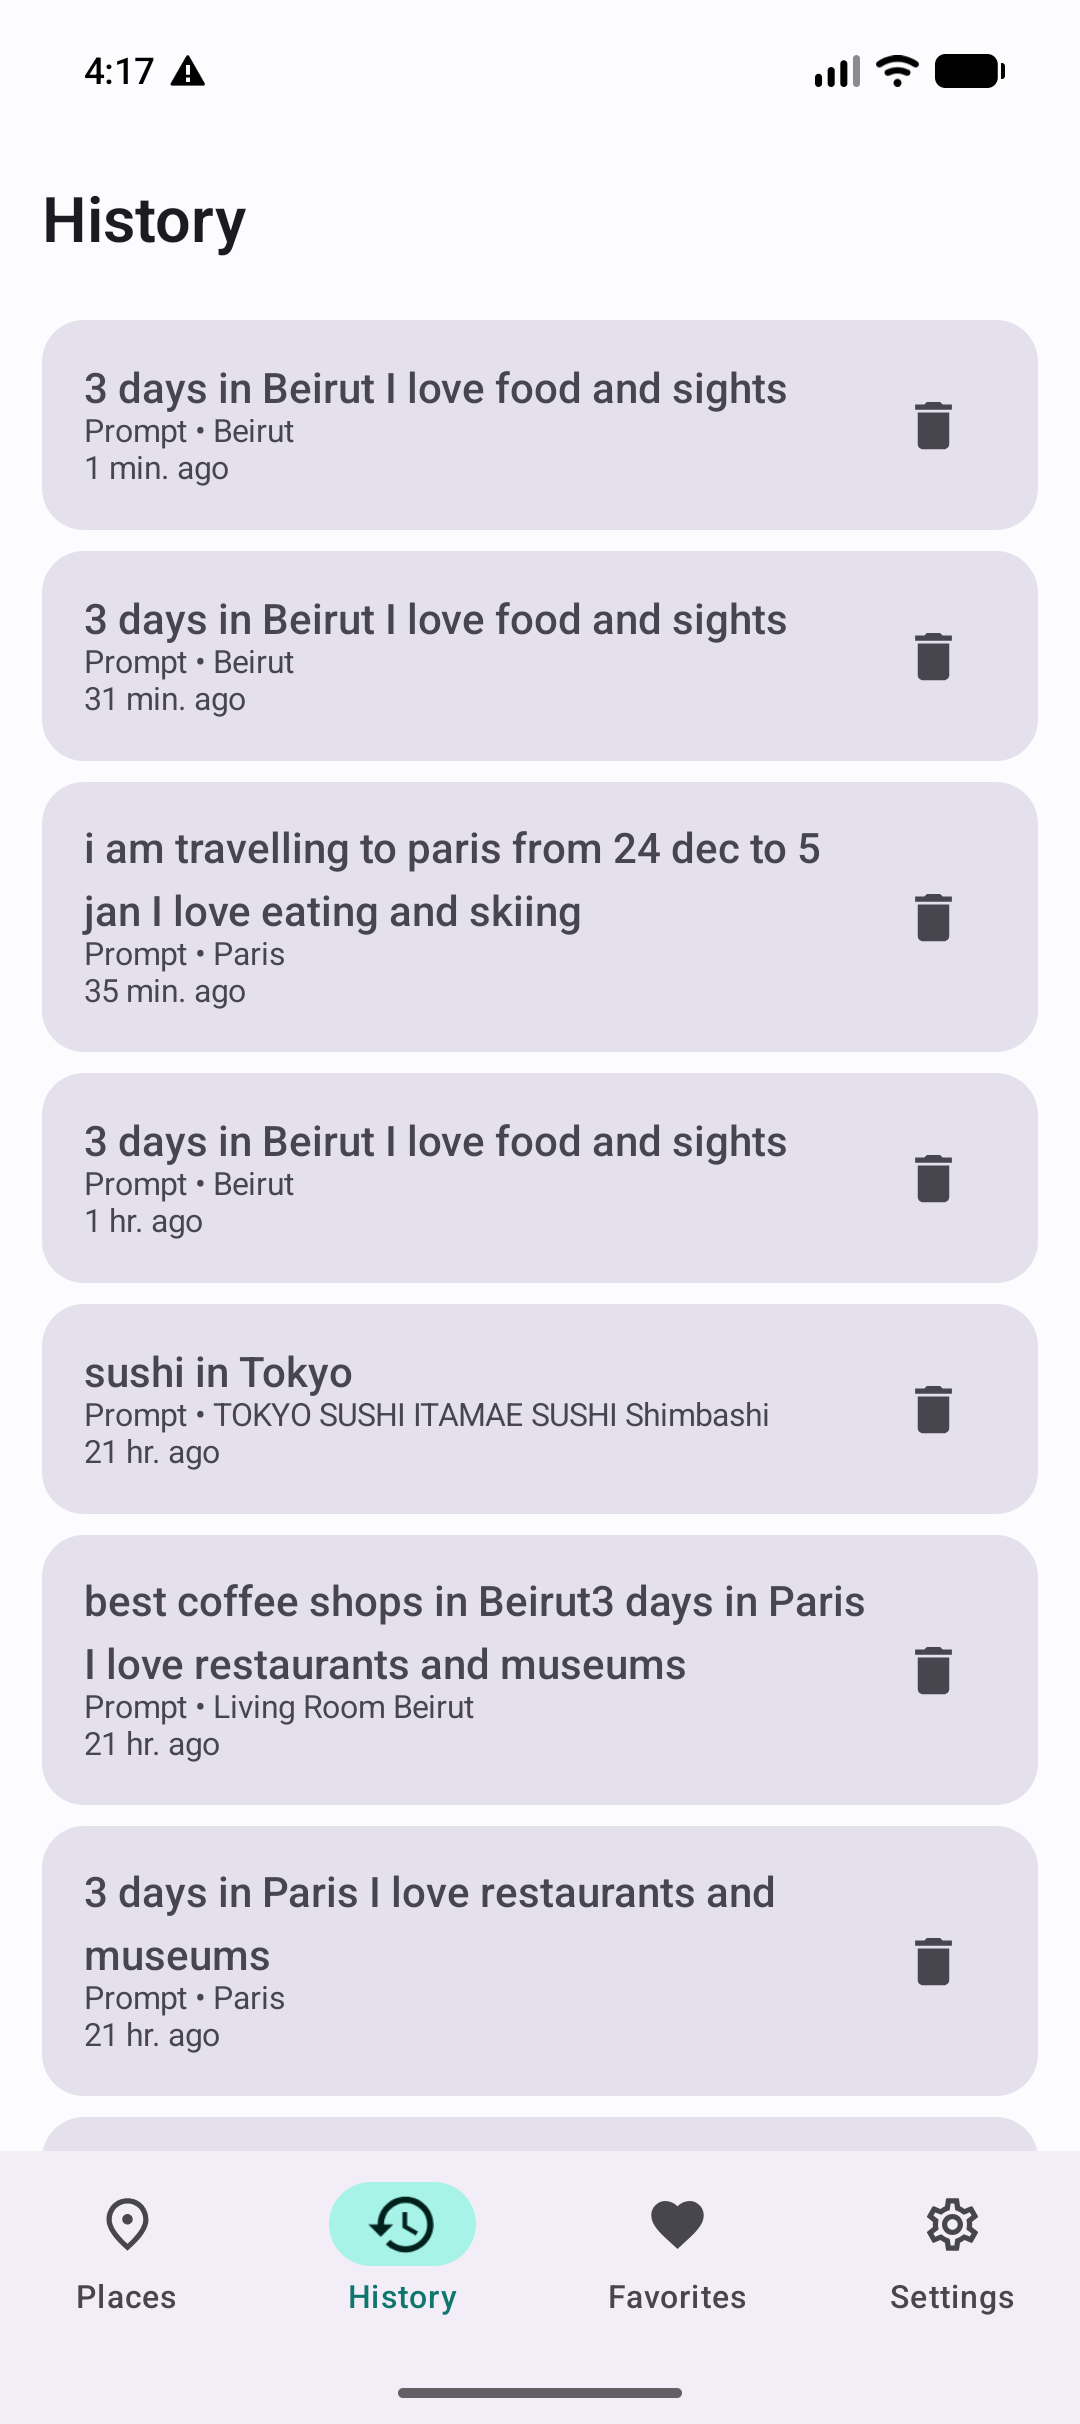 4:17
History
3 days in Beirut I love food and sights
Prompt • Beirut
1 min. ago
3 days in Beirut I love food and sights
Prompt • Beirut
31 min. ago
i am travelling to paris from 24 dec to 5
jan I love eating and skiing
Prompt • Paris
35 min. ago
3 days in Beirut I love food and sights
Prompt • Beirut
1 hr. ago
sushi in Tokyo
Prompt • TOKYO SUSHI ITAMAE SUSHI Shimbashi
21 hr. ago
best coffee shops in Beirut3 days in Paris
I love restaurants and museums
Prompt • Living Room Beirut
21 hr. ago
3 days in Paris I love restaurants and
museums
Prompt • Paris
21 hr. ago
Places
History
Favorites
Settings